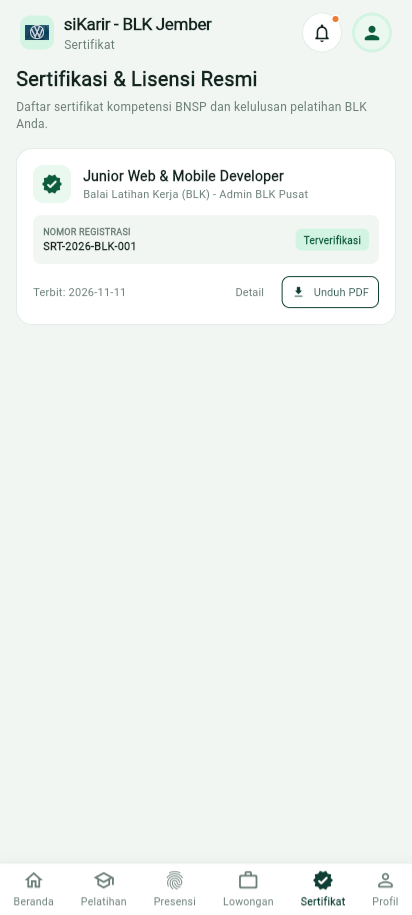 siKarir - BLK Jember
Sertifikat
Sertifikasi & Lisensi Resmi
Daftar sertifikat kompetensi BNSP dan kelulusan pelatihan BLK
Anda.
Junior Web & Mobile Developer
Balai Latihan Kerja (BLK) - Admin BLK Pusat
NOMOR REGISTRASI
SRT-2026-BLK-001
Terverifikasi
Terbit: 2026-11-11
Detail
Unduh PDF
Beranda
Pelatihan
Presensi
Lowongan
Sertifikat
Profil